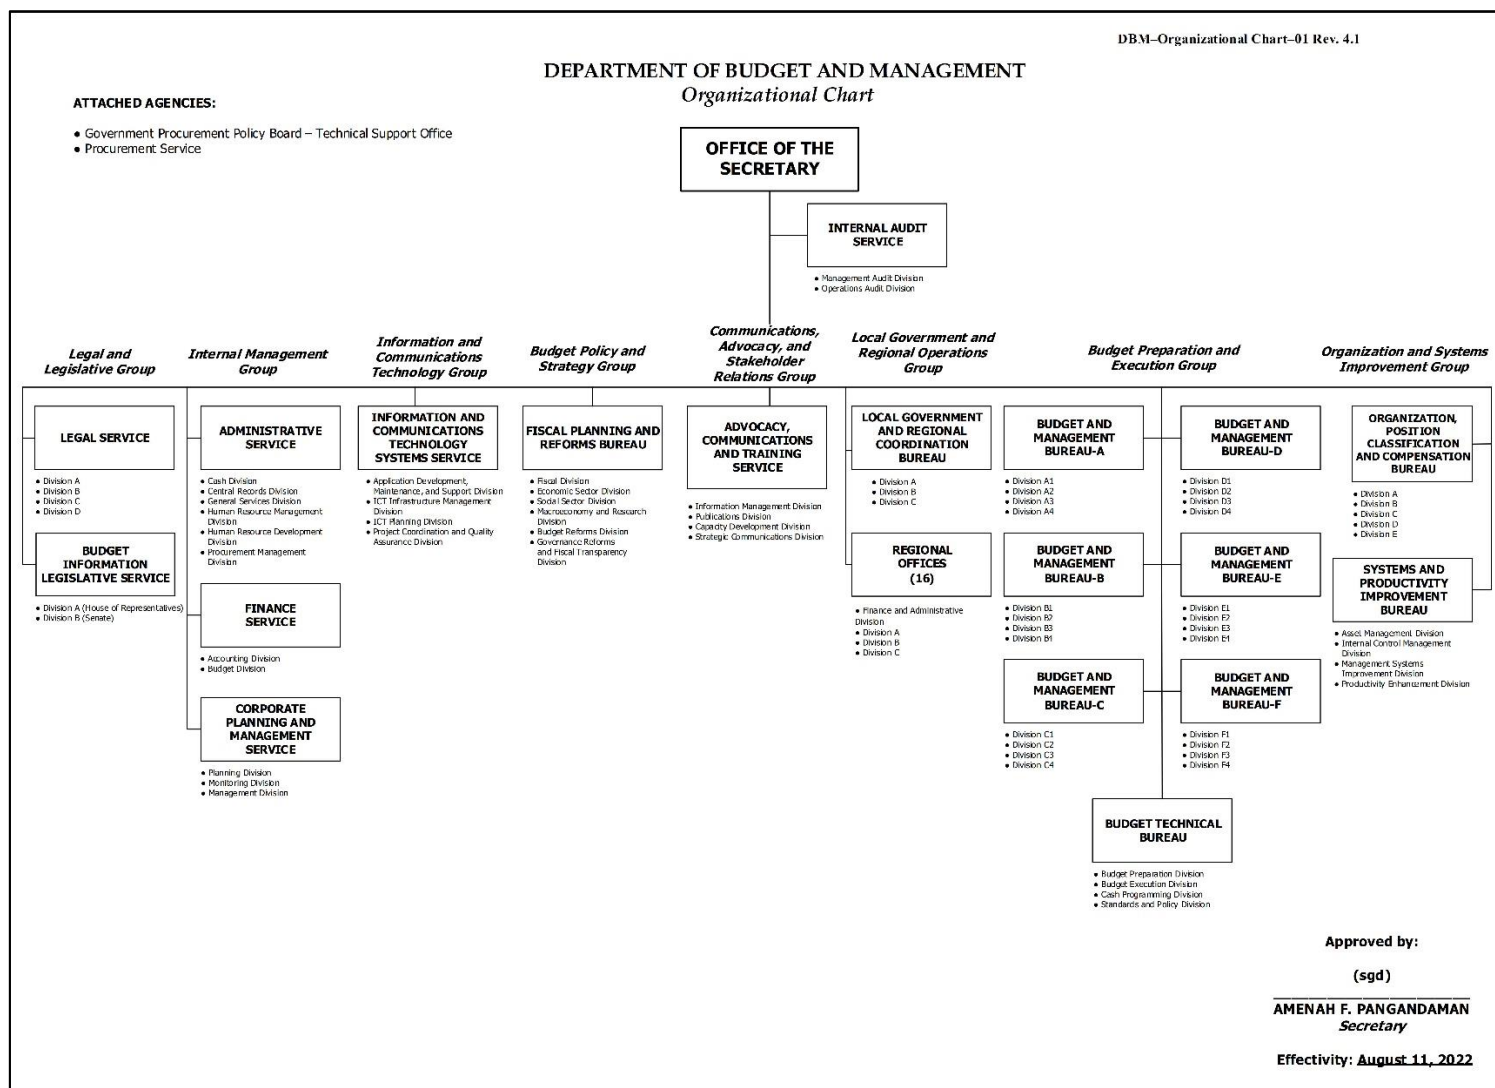 DBM–Organizational Chart–01 Rev. 4.1
DEPARTMENT OF BUDGET AND MANAGEMENT
Organizational Chart
ATTACHED AGENCIES:
● Government Procurement Policy Board – Technical Support Office
● Procurement Service
OFFICE OF THE
SECRETARY
INTERNAL AUDIT
SERVICE
● Management Audit Division
● Operations Audit Division
Legal and
Legislative Group
LEGAL SERVICE
● Division A
● Division B
● Division C
● Division D
BUDGET
INFORMATION
LEGISLATIVE SERVICE
● Division A (House of Representatives)
● Division B (Senate)
Internal Management
Group
ADMINISTRATIVE
SERVICE
● Cash Division
● Central Records Division
● General Services Division
● Human Resource Management
Division
● Human Resource Development
Division
● Procurement Management
Division
FINANCE
SERVICE
● Accounting Division
● Budget Division
CORPORATE
PLANNING AND
MANAGEMENT
SERVICE
● Planning Division
● Monitoring Division
● Management Division
Information and
Communications
Technology Group
INFORMATION AND
COMMUNICATIONS
TECHNOLOGY
SYSTEMS SERVICE
● Application Development,
Maintenance, and Support Division
● ICT Infrastructure Management
Division
● ICT Planning Division
● Project Coordination and Quality
Assurance Division
Budget Policy and
Strategy Group
FISCAL PLANNING AND
REFORMS BUREAU
● Fiscal Division
● Economic Sector Division
● Social Sector Division
● Macroeconomy and Research
Division
● Budget Reforms Division
● Governance Reforms
and Fiscal Transparency
Division
Communications,
Advocacy, and
Stakeholder
Relations Group
ADVOCACY,
COMMUNICATIONS
AND TRAINING
SERVICE
● Information Management Division
● Publications Division
● Capacity Development Division
● Strategic Communications Division
Local Government and
Regional Operations
Group
LOCAL GOVERNMENT
AND REGIONAL
COORDINATION
BUREAU
● Division A
● Division B
● Division C
REGIONAL
OFFICES
(16)
● Finance and Administrative
Division
● Division A
● Division B
● Division C
Budget Preparation and
Execution Group
BUDGET AND
MANAGEMENT
BUREAU-A
● Division A1
● Division A2
● Division A3
● Division A4
BUDGET AND
MANAGEMENT
BUREAU-D
● Division D1
● Division D2
● Division D3
● Division D4
BUDGET AND
MANAGEMENT
BUREAU-B
● Division B1
● Division B2
● Division B3
● Division B4
BUDGET AND
MANAGEMENT
BUREAU-E
● Division E1
● Division E2
● Division E3
● Division E4
BUDGET AND
MANAGEMENT
BUREAU-C
● Division C1
● Division C2
● Division C3
● Division C4
BUDGET AND
MANAGEMENT
BUREAU-F
● Division F1
● Division F2
● Division F3
● Division F4
BUDGET TECHNICAL
BUREAU
● Budget Preparation Division
● Budget Execution Division
● Cash Programming Division
● Standards and Policy Division
Organization and Systems
Improvement Group
ORGANIZATION,
POSITION
CLASSIFICATION
AND COMPENSATION
BUREAU
● Division A
● Division B
● Division C
● Division D
● Division E
SYSTEMS AND
PRODUCTIVITY
IMPROVEMENT
BUREAU
● Asset Management Division
● Internal Control Management
Division
● Management Systems
Improvement Division
● Productivity Enhancement Division
Approved by:
(sgd)
AMENAH F. PANGANDAMAN
Secretary
Effectivity: August 11, 2022